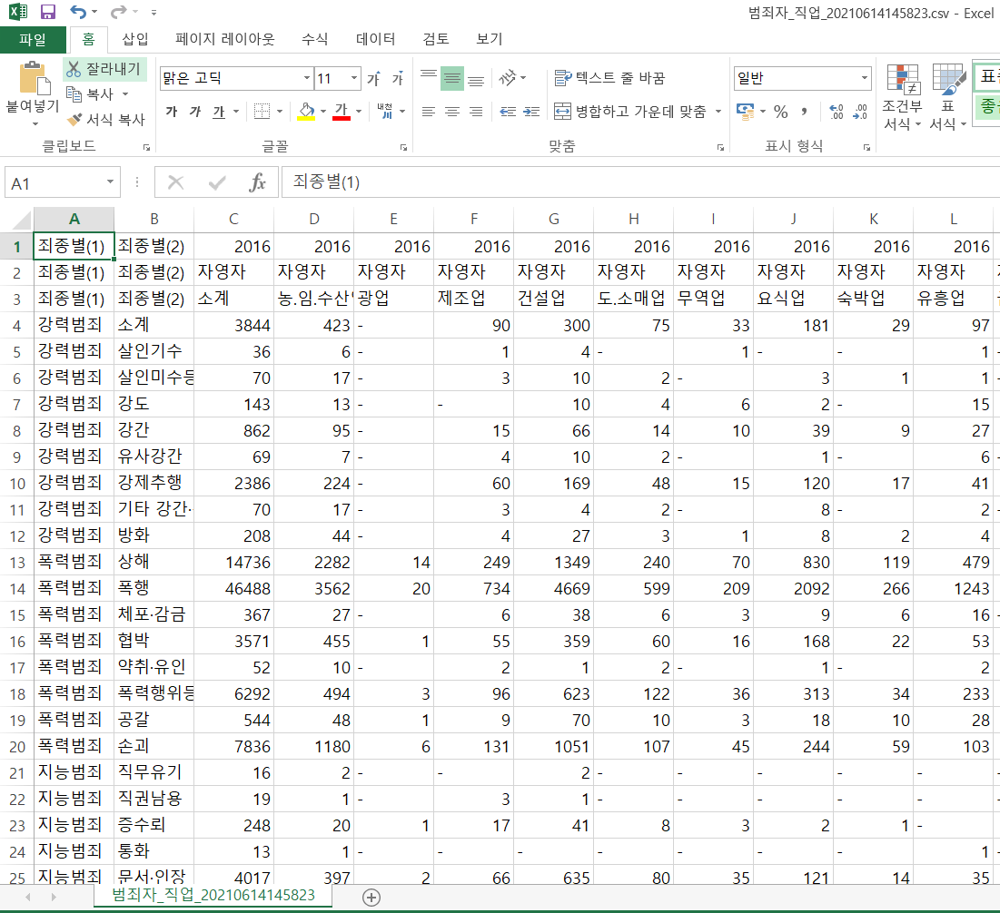 범죄자_직업_20210614145823.csv - Excel
파일 홈 삽입 페이지 레이아웃 수식 데이터 검토 보기
붙여넣기 잘라내기 복사 서식 복사 클립보드
맑은 고딕 11 가 가
가 가 가 가 내천 글꼴
텍스트 줄 바꿈
병합하고 가운데 맞춤
맞춤
일반
% , .0 .00 .00 .0
표시 형식
조건부 서식 표 서식
A1 fx 죄종별(1)
A B C D E F G H I J K L
1 죄종별(1) 죄종별(2) 2016 2016 2016 2016 2016 2016 2016 2016 2016 2016
2 죄종별(1) 죄종별(2) 자영자 자영자 자영자 자영자 자영자 자영자 자영자 자영자 자영자 자영자
3 죄종별(1) 죄종별(2) 소계 농.임.수산 광업 제조업 건설업 도.소매업 무역업 요식업 숙박업 유흥업
4 강력범죄 소계 3844 423 - 90 300 75 33 181 29 97
5 강력범죄 살인기수 36 6 - 1 4 - 1 - - 1 -
6 강력범죄 살인미수등 70 17 - 3 10 2 - 3 1 1 -
7 강력범죄 강도 143 13 - - 10 4 6 2 - 15
8 강력범죄 강간 862 95 - 15 66 14 10 39 9 27
9 강력범죄 유사강간 69 7 - 4 10 2 - 1 - 6 -
10 강력범죄 강제추행 2386 224 - 60 169 48 15 120 17 41
11 강력범죄 기타 강간· 70 17 - 3 4 2 - 8 - 2 -
12 강력범죄 방화 208 44 - 4 27 3 1 8 2 4
13 폭력범죄 상해 14736 2282 14 249 1349 240 70 830 119 479
14 폭력범죄 폭행 46488 3562 20 734 4669 599 209 2092 266 1243
15 폭력범죄 체포·감금 367 27 - 6 38 6 3 9 6 16 -
16 폭력범죄 협박 3571 455 1 55 359 60 16 168 22 53
17 폭력범죄 약취·유인 52 10 - 2 1 2 - 1 - 2
18 폭력범죄 폭력행위등 6292 494 3 96 623 122 36 313 34 233
19 폭력범죄 공갈 544 48 1 9 70 10 3 18 10 28
20 폭력범죄 손괴 7836 1180 6 131 1051 107 45 244 59 103
21 지능범죄 직무유기 16 2 - - 2 - - - - - -
22 지능범죄 직권남용 19 1 - 3 1 - - - - - -
23 지능범죄 증수뢰 248 20 1 17 41 8 3 2 1 -
24 지능범죄 통화 13 1 - - - - - - - 1 -
25 지능범죄 문서·인장 4017 397 2 66 635 80 35 121 14 35
범죄자_직업_20210614145823